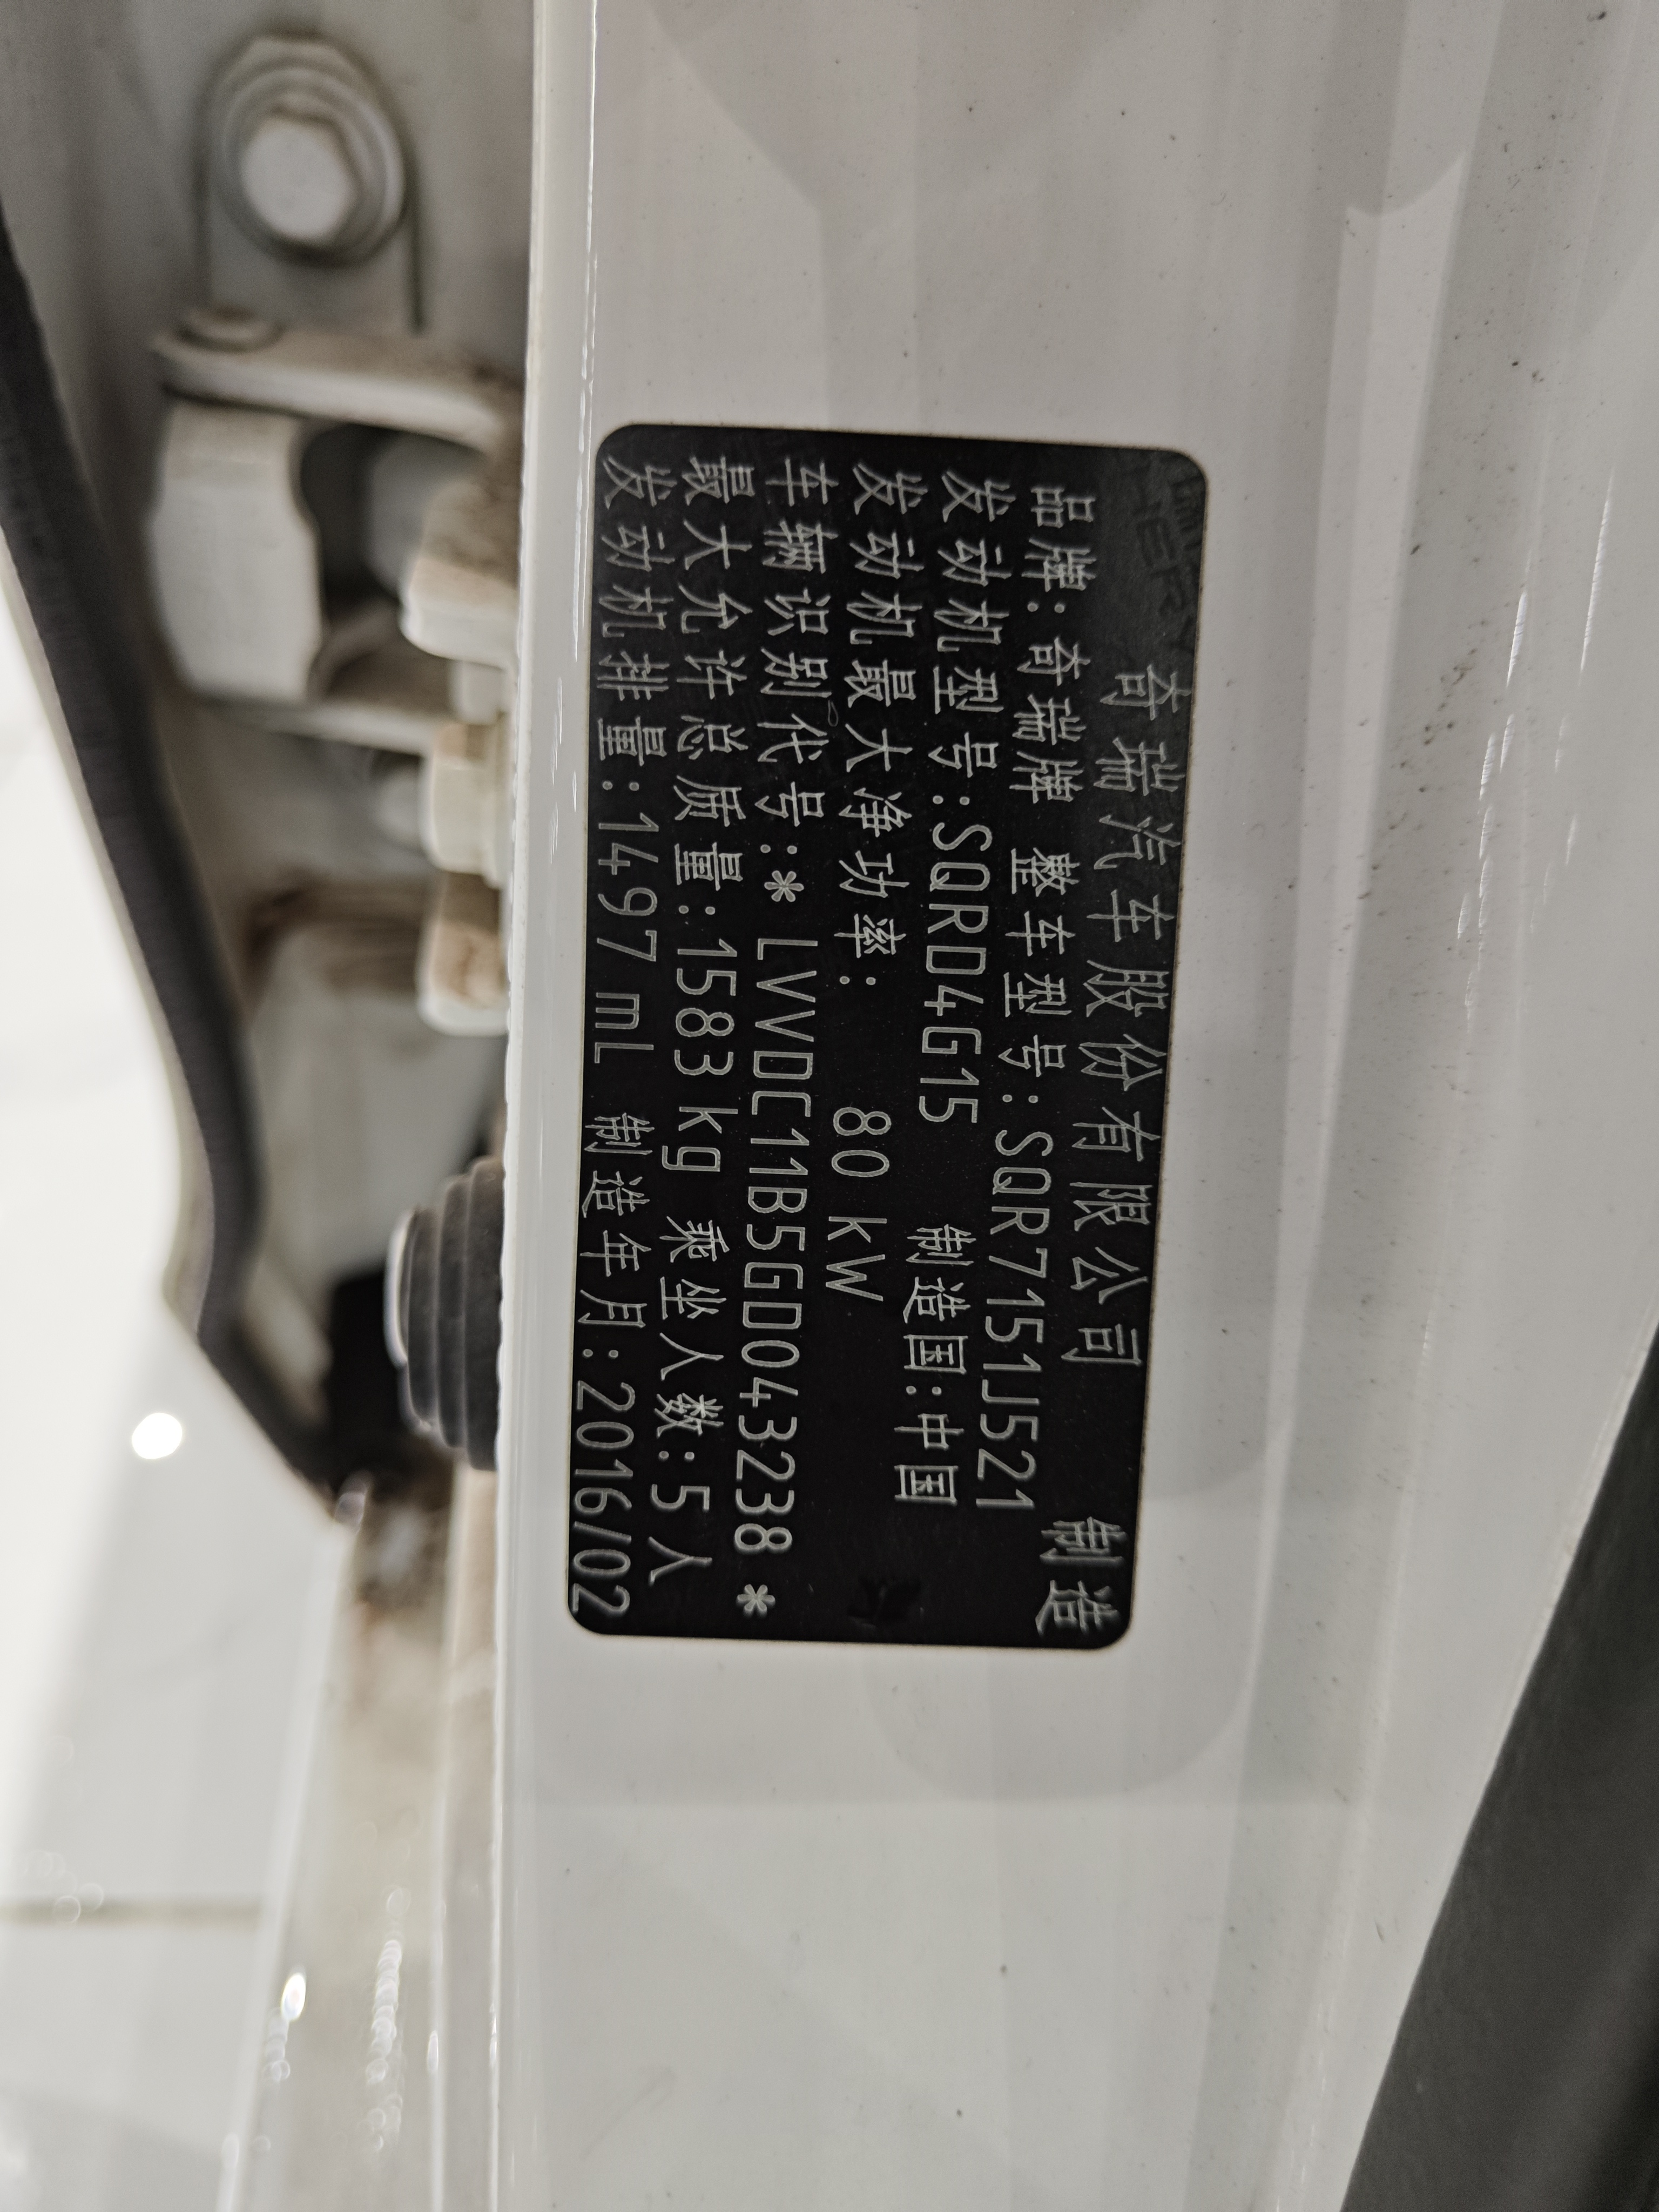 奇瑞汽车股份有限公司 制造
品牌:奇瑞牌 整车型号:SQR7151J521
发动机型号:SQRD4G15 制造国:中国
发动机最大净功率: 80 kW
车辆识别代号:* LVVDC11B5GD043238 *
最大允许总质量:1583 kg 乘坐人数:5人
发动机排量:1497 mL 制造年月:2016/02